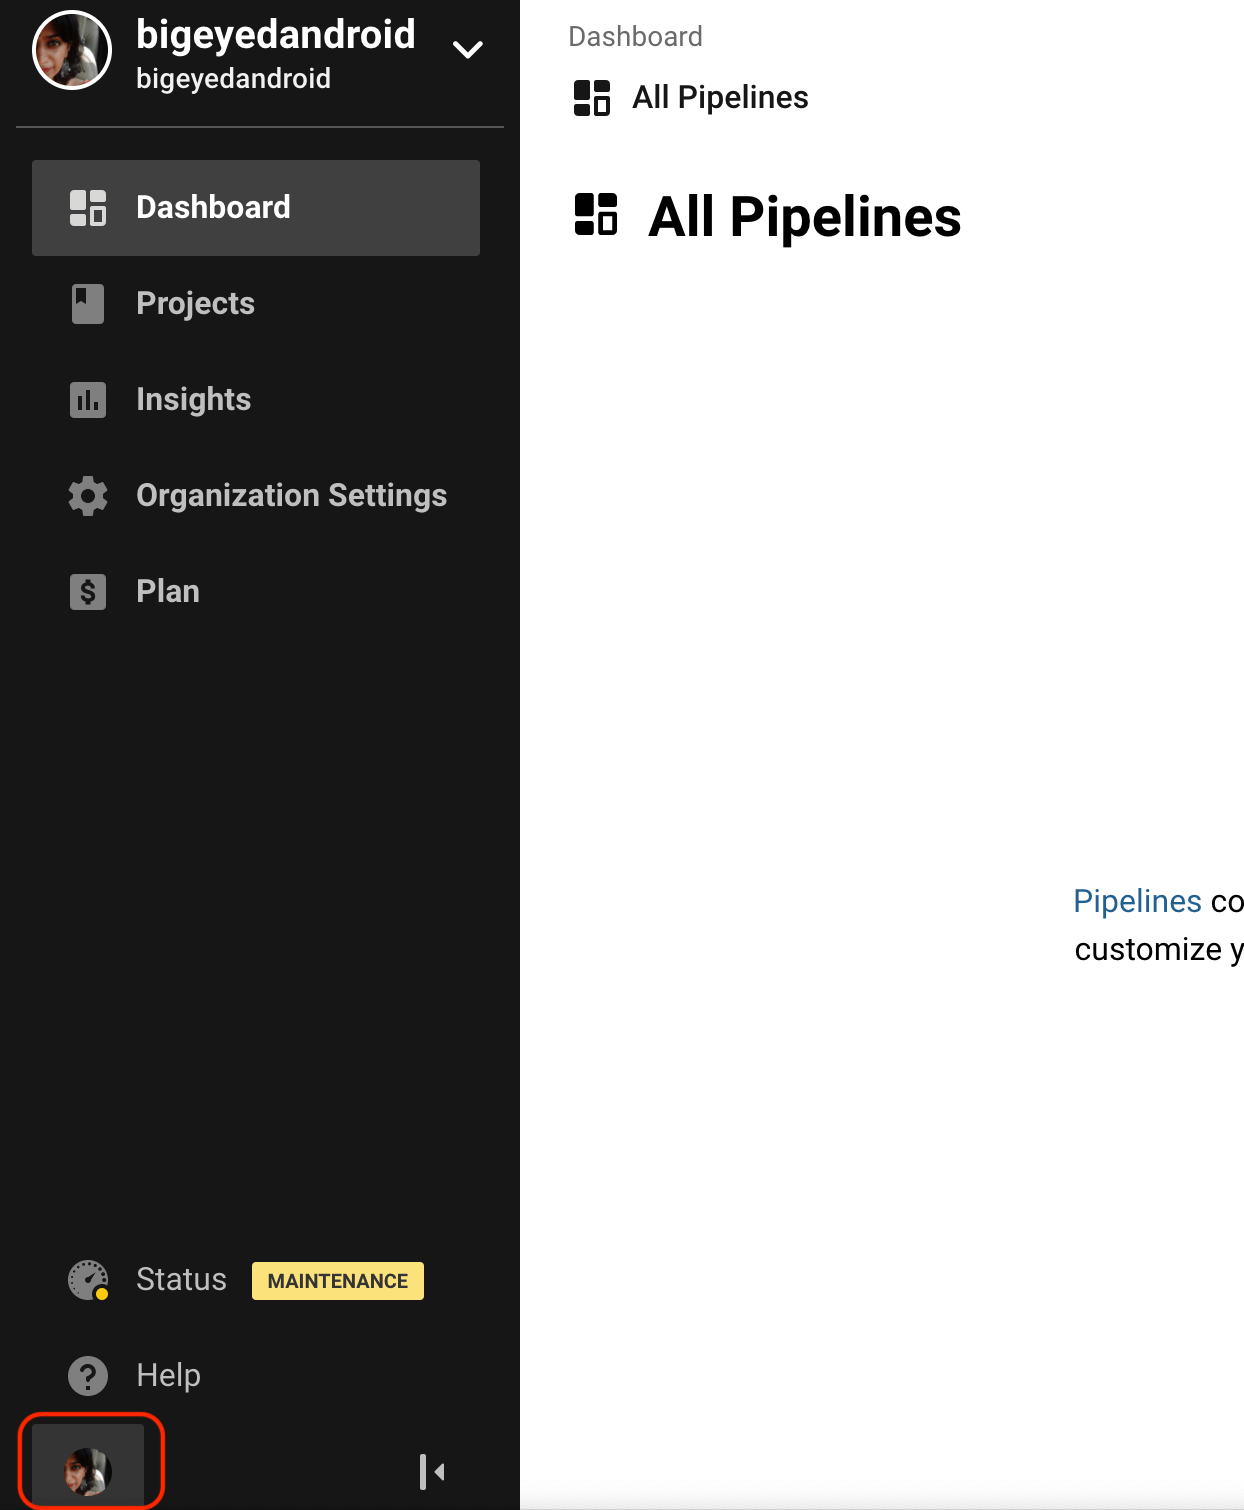 bigeyedandroid
bigeyedandroid
Dashboard
Projects
Insights
Organization Settings
Plan
Status MAINTENANCE
Help
Dashboard
All Pipelines
All Pipelines
Pipelines co
customize y